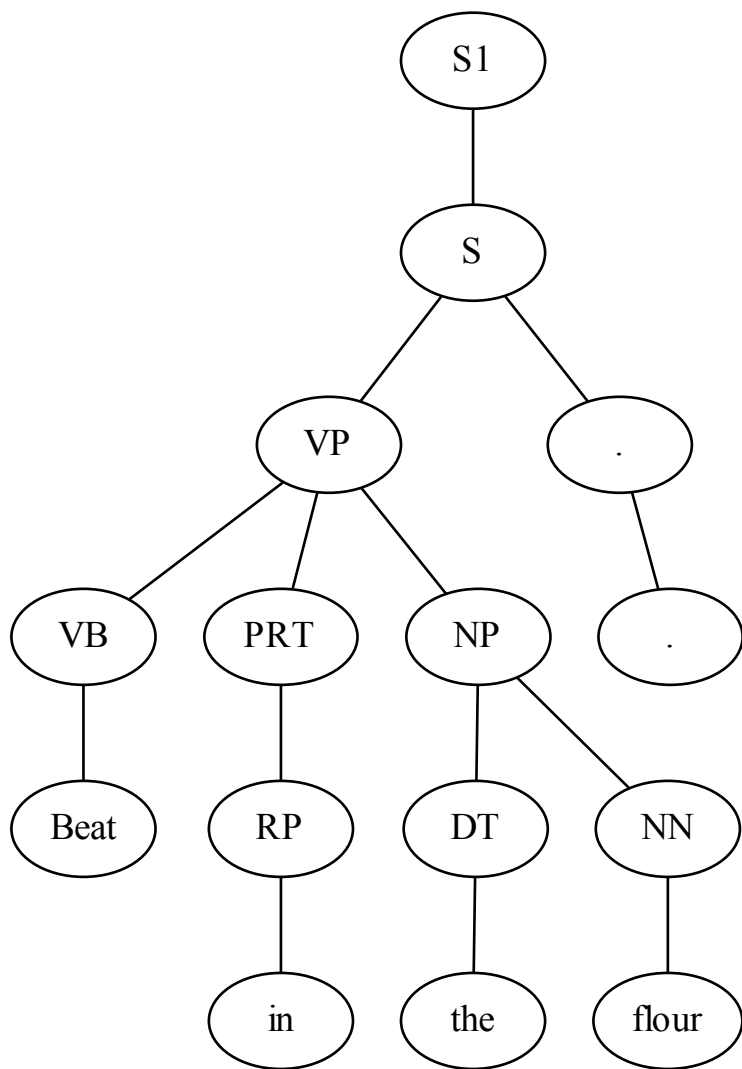 S1
S
VP .
VB PRT NP .
Beat RP DT NN
in the flour